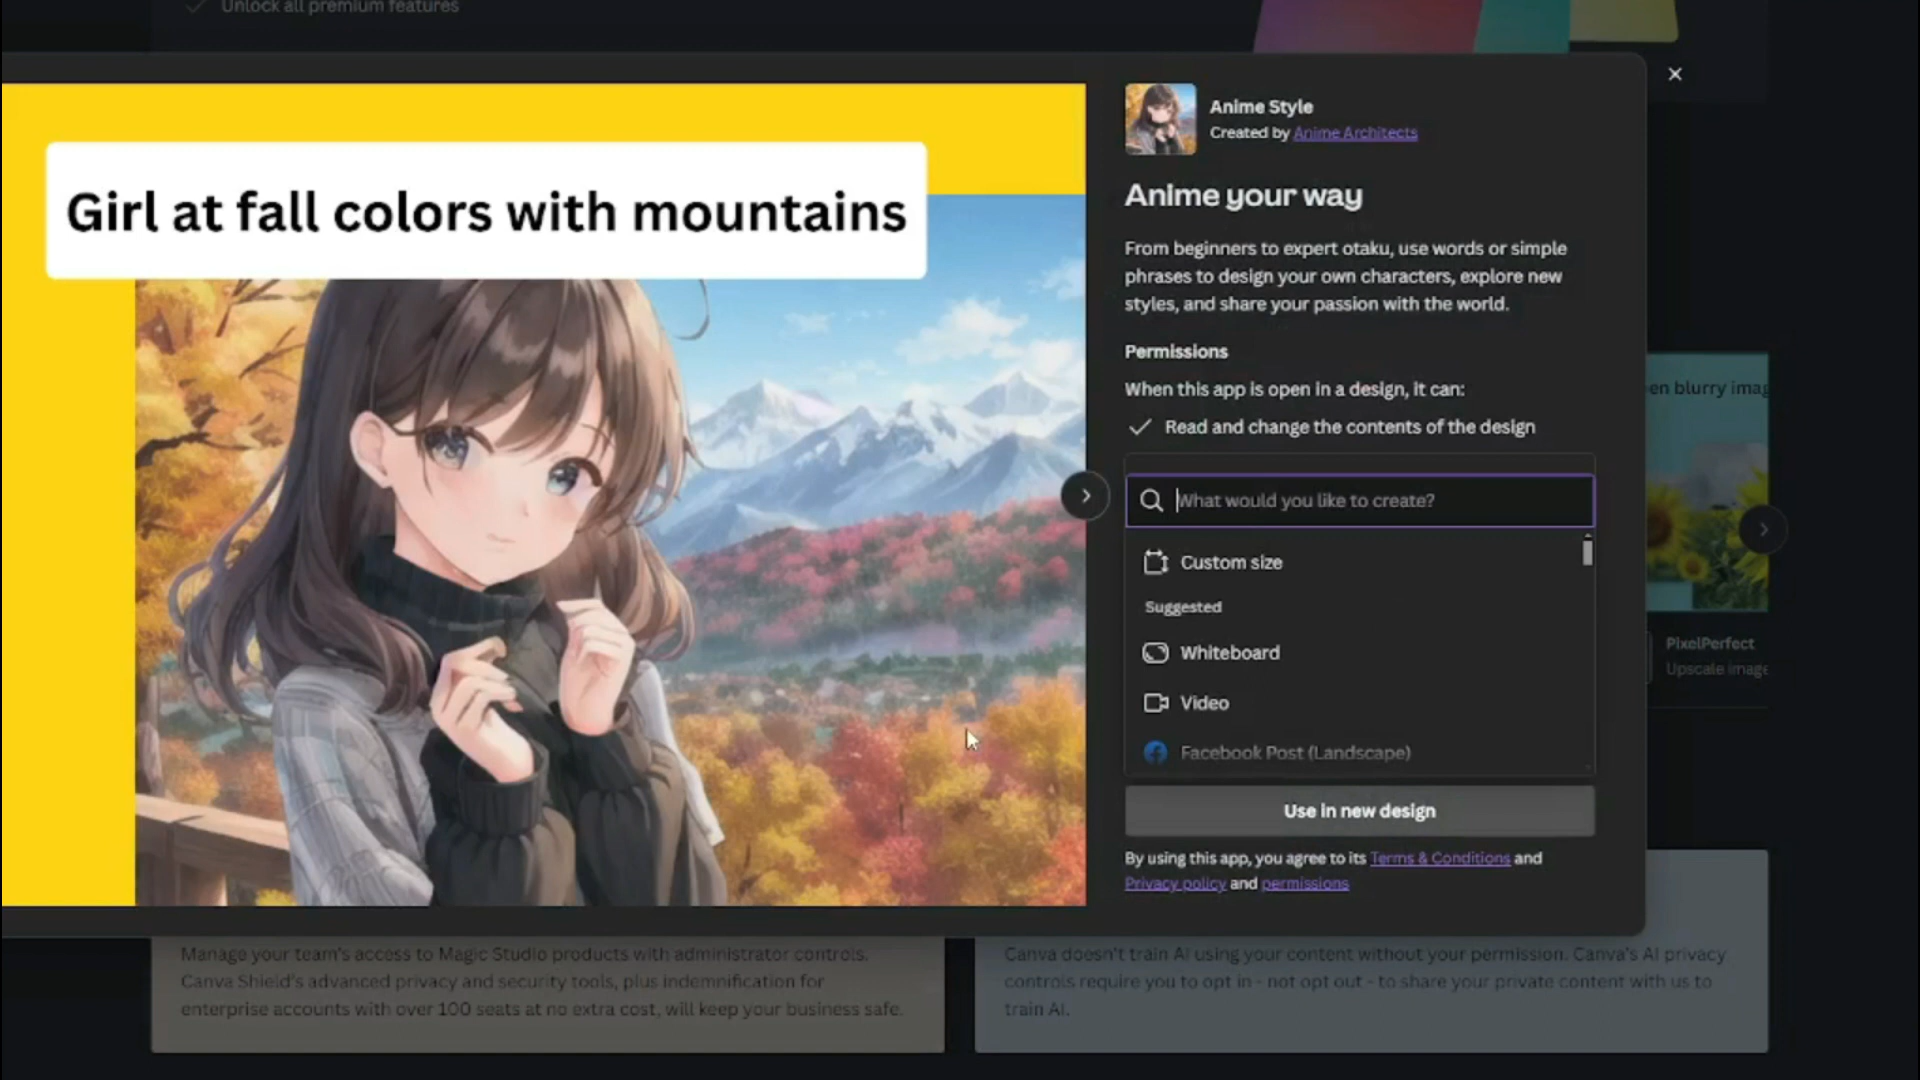 Unlock all premium features
Girl at fall colors with mountains
Anime Style
Created by Anime Architects
Anime your way
From beginners to expert otaku, use words or simple
phrases to design your own characters, explore new
styles, and share your passion with the world.
Permissions
When this app is open in a design, it can:
Read and change the contents of the design
What would you like to create?
Custom size
Suggested
Whiteboard
Video
Facebook Post (Landscape)
Use in new design
By using this app, you agree to its Terms & Conditions and
Privacy policy and permissions
blurry
PixelPerfect
Upscale image
Manage your team's access to Magic Studio products with administrator controls.
Canva Shield's advanced privacy and security tools, plus indemnification for
enterprise accounts with over 100 seats at no extra cost, will keep your business safe.
Canva doesn't train AI using your content without your permission. Canva's AI privacy
controls require you to opt in - not opt out - to share your private content with us to
train AI.